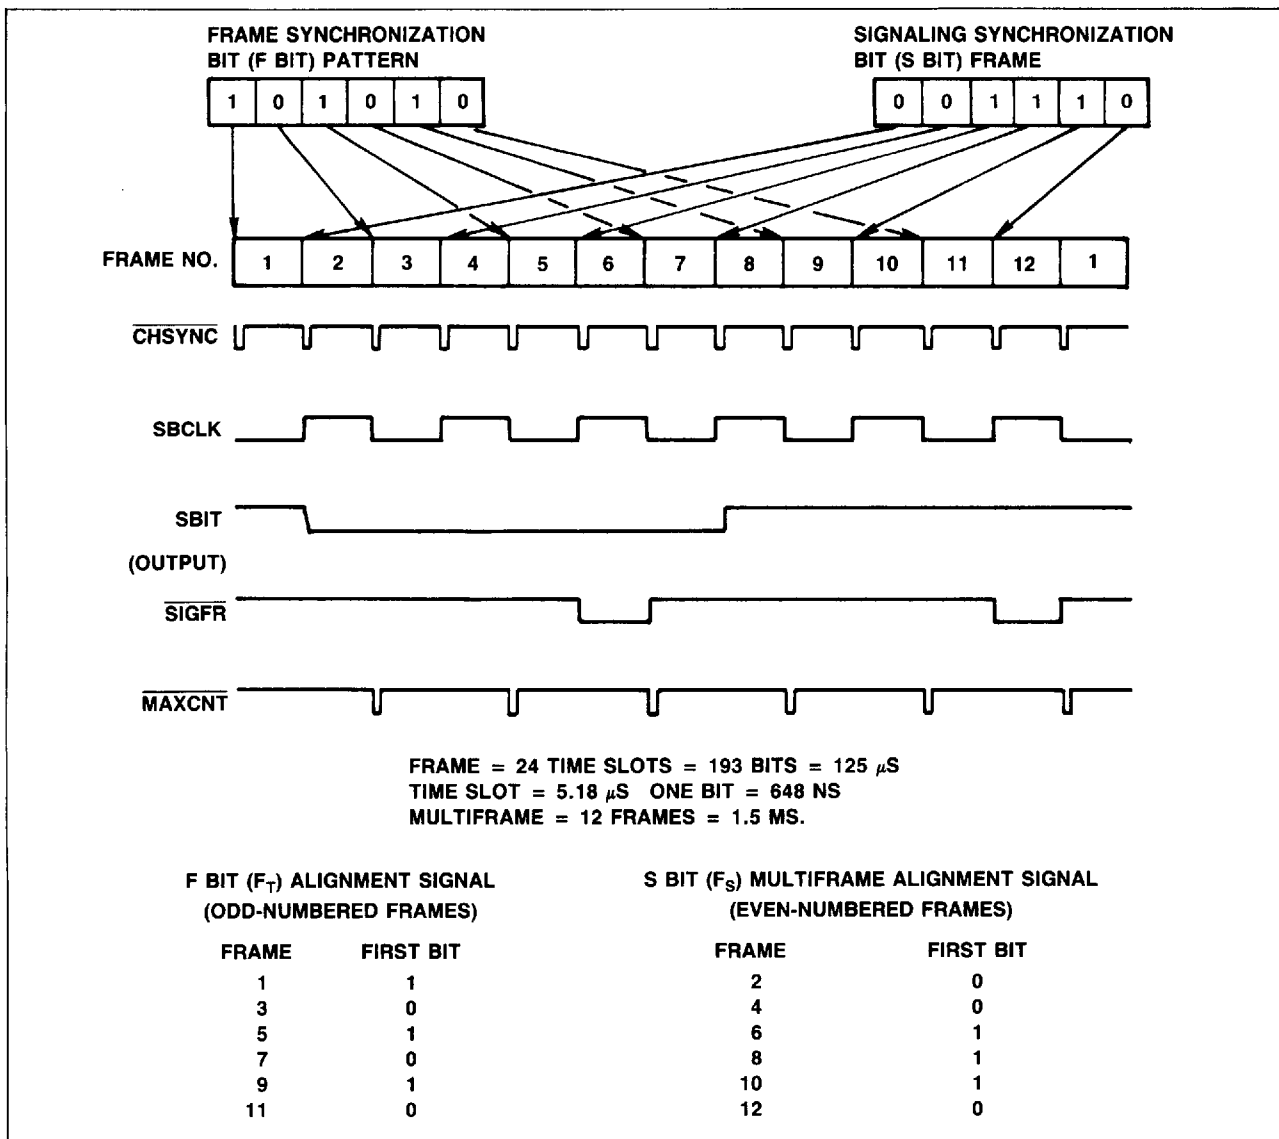 FRAME SYNCHRONIZATION
BIT (F BIT) PATTERN
SIGNALING SYNCHRONIZATION
BIT (S BIT) FRAME
1 0 1 0 1 0
0 0 1 1 1 0
FRAME NO. 1 2 3 4 5 6 7 8 9 10 11 12 1
CHSYNC
SBCLK
SBIT
(OUTPUT)
SIGFR
MAXCNT
FRAME = 24 TIME SLOTS = 193 BITS = 125 μS
TIME SLOT = 5.18 μS ONE BIT = 648 NS
MULTIFRAME = 12 FRAMES = 1.5 MS.
F BIT (F_T) ALIGNMENT SIGNAL
(ODD-NUMBERED FRAMES)
FRAME FIRST BIT
1 1
3 0
5 1
7 0
9 1
11 0
S BIT (F_S) MULTIFRAME ALIGNMENT SIGNAL
(EVEN-NUMBERED FRAMES)
FRAME FIRST BIT
2 0
4 0
6 1
8 1
10 1
12 0